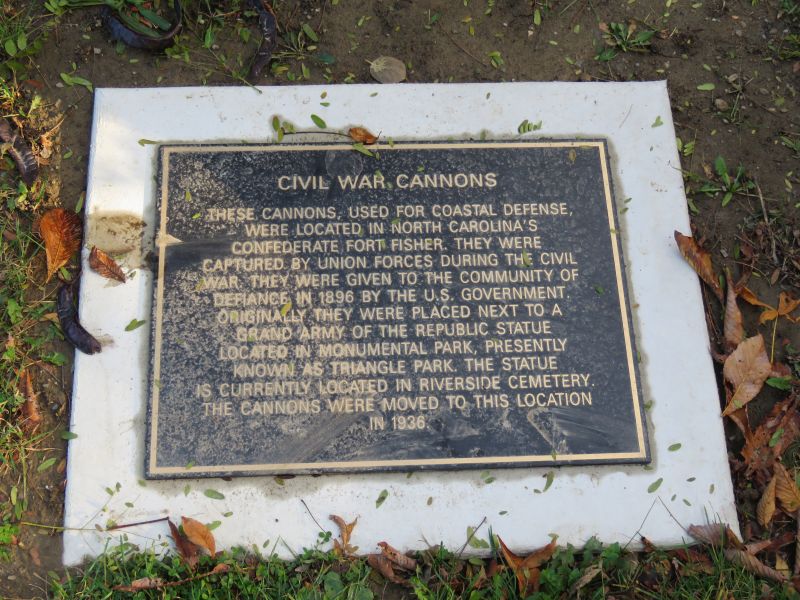 CIVIL WAR CANNONS
THESE CANNONS, USED FOR COASTAL DEFENSE,
WERE LOCATED IN NORTH CAROLINA'S
CONFEDERATE FORT FISHER. THEY WERE
CAPTURED BY UNION FORCES DURING THE CIVIL
WAR. THEY WERE GIVEN TO THE COMMUNITY OF
DEFIANCE IN 1896 BY THE U.S. GOVERNMENT.
ORIGINALLY THEY WERE PLACED NEXT TO A
GRAND ARMY OF THE REPUBLIC STATUE
LOCATED IN MONUMENTAL PARK, PRESENTLY
KNOWN AS TRIANGLE PARK. THE STATUE
IS CURRENTLY LOCATED IN RIVERSIDE CEMETERY.
THE CANNONS WERE MOVED TO THIS LOCATION
IN 1936.